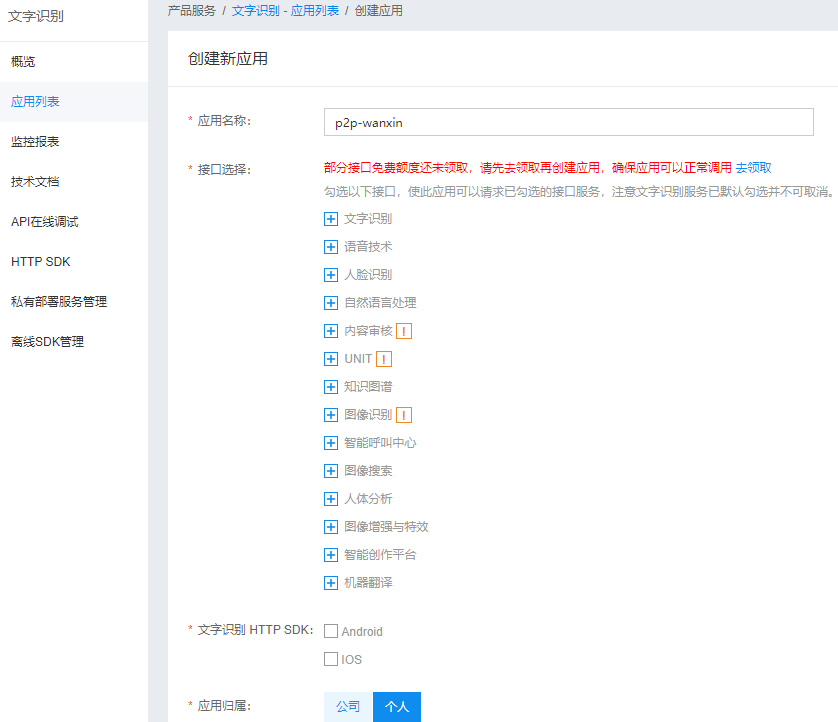 文字识别
概览
应用列表
监控报表
技术文档
API在线调试
HTTP SDK
私有部署服务管理
离线SDK管理
产品服务 / 文字识别 - 应用列表 / 创建应用
创建新应用
* 应用名称： p2p-wanxin
* 接口选择： 部分接口免费额度还未领取，请先去领取再创建应用，确保应用可以正常调用 去领取
勾选以下接口，使此应用可以请求已勾选的接口服务，注意文字识别服务已默认勾选并不可取消。
文字识别
语音技术
人脸识别
自然语言处理
内容审核 !
UNIT !
知识图谱
图像识别 !
智能呼叫中心
图像搜索
人体分析
图像增强与特效
智能创作平台
机器翻译
* 文字识别 HTTP SDK： Android
IOS
* 应用归属： 公司 个人